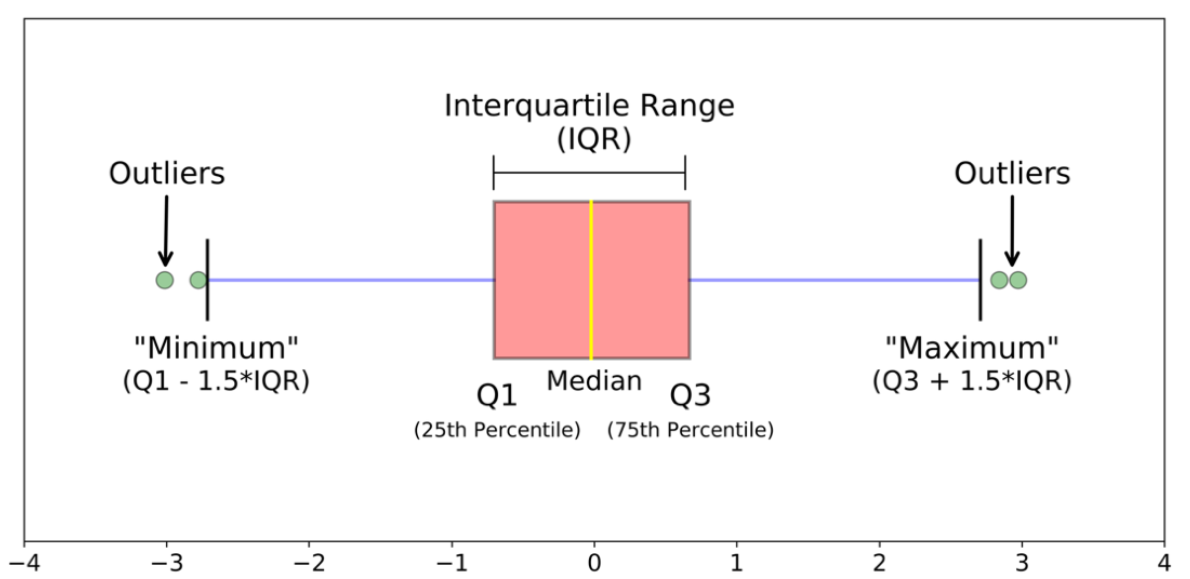 Interquartile Range
(IQR)
Outliers
Outliers
"Minimum"
(Q1 - 1.5*IQR)
"Maximum"
(Q3 + 1.5*IQR)
Median
Q1
Q3
(25th Percentile)
(75th Percentile)
−4
−3
−2
−1
0
1
2
3
4